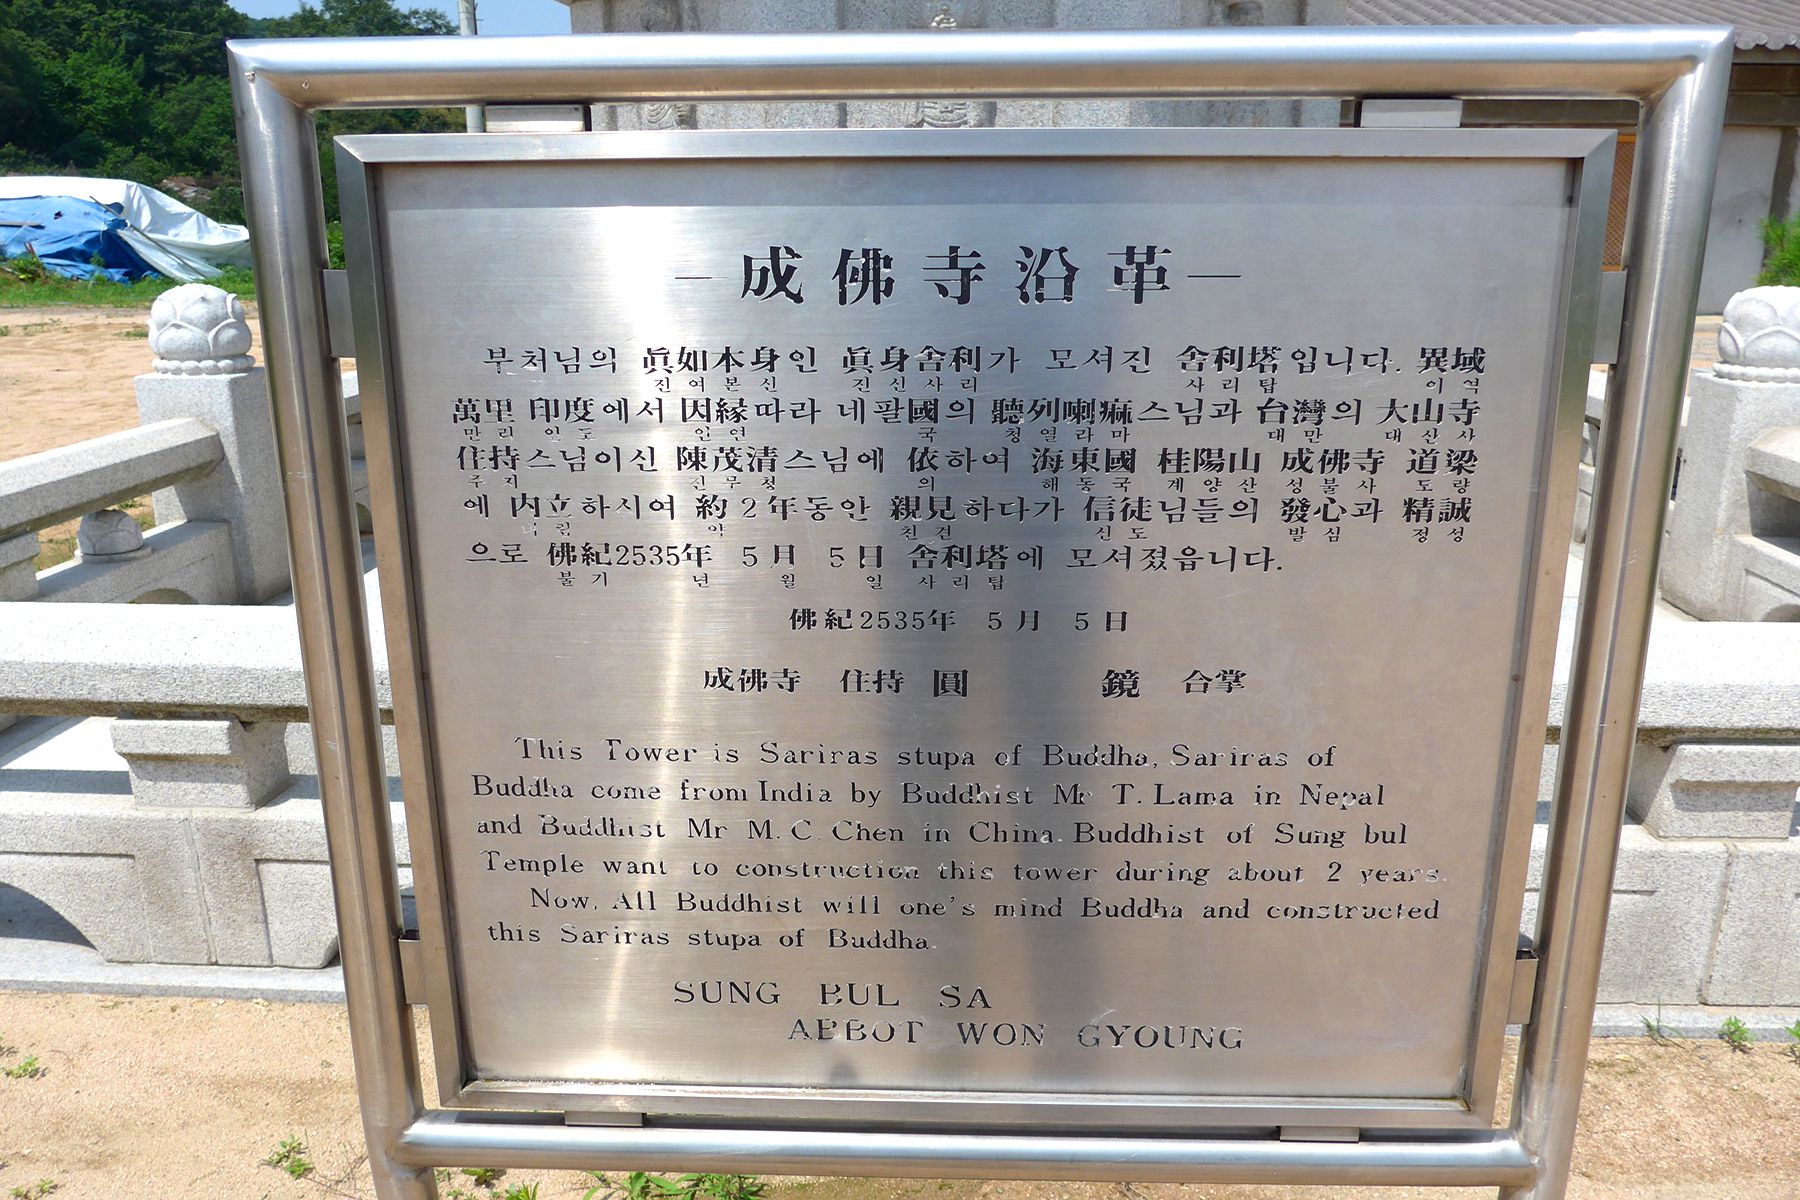 ─ 成佛寺沿革 ─
부처님의 眞如本身인 眞身舍利가 모셔진 舍利塔입니다. 異域
진여본신 진신사리 사리탑 이역
萬里 印度에서 因緣따라 네팔國의 聽列喇痲스님과 台灣의 大山寺
만리 인도 인연 국 청열라마 대만 대산사
住持스님이신 陳茂清스님에 依하여 海東國 桂陽山 成佛寺 道梁
주지 진무청 의 해동국 계양산 성불사 도량
에 内立하시여 約 2年동안 親見하다가 信徒님들의 發心과 精誠
내림 약 친견 신도 발심 정성
으로 佛紀2535年 5月 5日 舍利塔에 모셔졌읍니다.
불기 년 월 일 사리탑
佛紀2535年 5月 5日
成佛寺 住持 圓 鏡 合掌
This Tower is Sariras stupa of Buddha, Sariras of
Buddha come from India by Buddhist Mr T. Lama in Nepal
and Buddhist Mr M. C. Chen in China. Buddhist of Sung bul
Temple want to construction this tower during about 2 years.
Now, All Buddhist will one's mind Buddha and constructed
this Sariras stupa of Buddha.
SUNG BUL SA
ABBOT WON GYOUNG